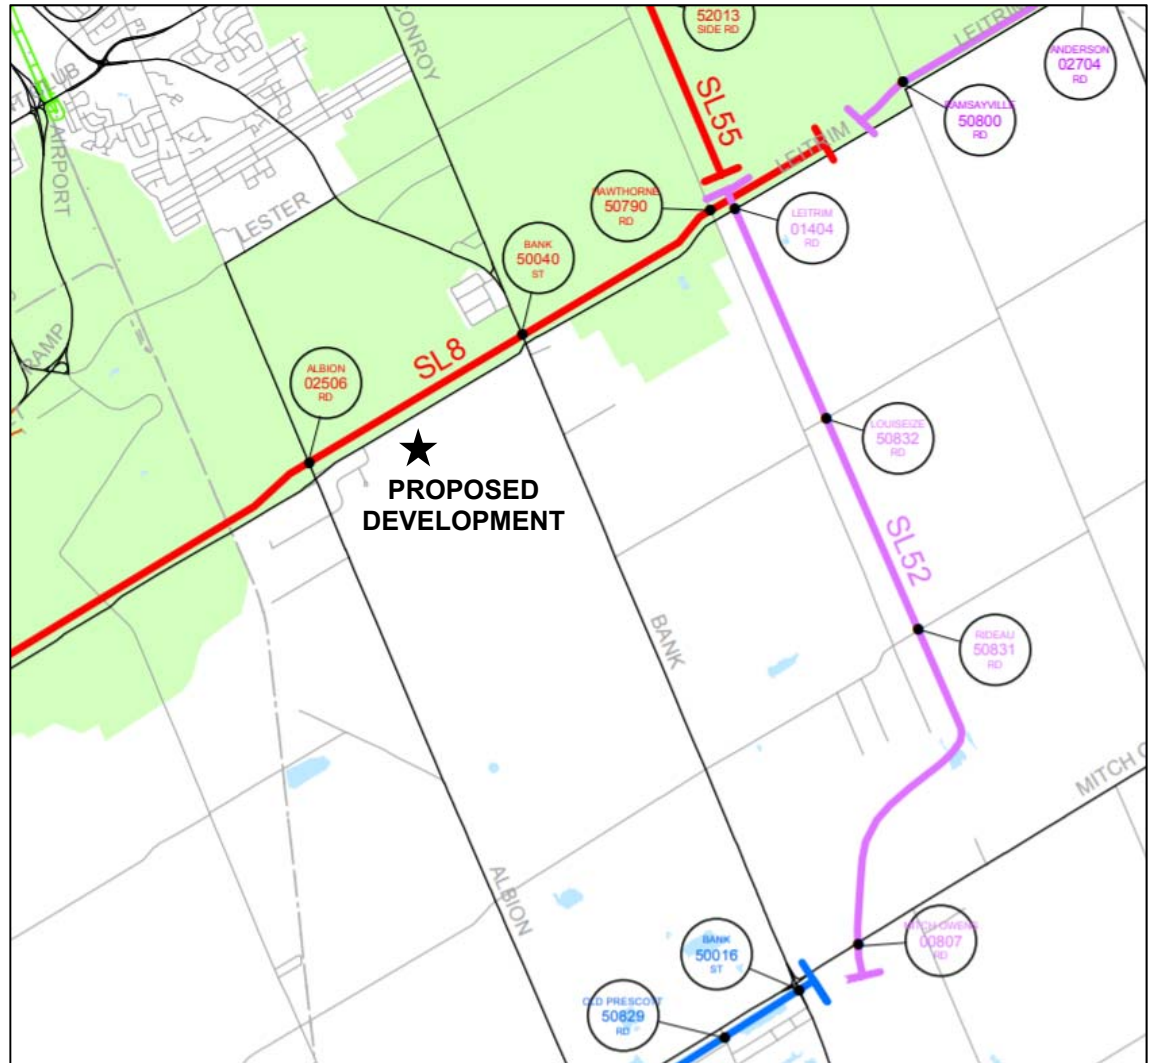 CONROY
52013
SIDE RD
LEITRIM
ANDERSON
02704
RD
AIRPORT
SL55
RAMSAYVILLE
50800
RD
LEITRIM
LESTER
HAWTHORNE
50790
RD
LEITRIM
01404
RD
BANK
50040
ST
RAMP
SL8
ALBION
02506
RD
PROPOSED
DEVELOPMENT
LOUISEIZE
50832
RD
SL52
BANK
RIDEAU
50831
RD
MITCH O
ALBION
BANK
50016
ST
MITCH OWENS
00807
RD
OLD PRESCOTT
50829
RD